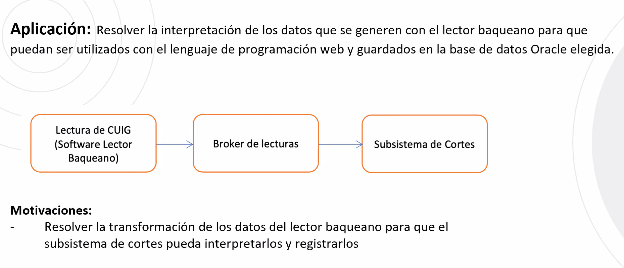 Aplicación: Resolver la interpretación de los datos que se generen con el lector baqueano para que
puedan ser utilizados con el lenguaje de programación web y guardados en la base de datos Oracle elegida.
Lectura de CUIG
(Software Lector
Baqueano)
Broker de lecturas
Subsistema de Cortes
Motivaciones:
- Resolver la transformación de los datos del lector baqueano para que el
subsistema de cortes pueda interpretarlos y registrarlos